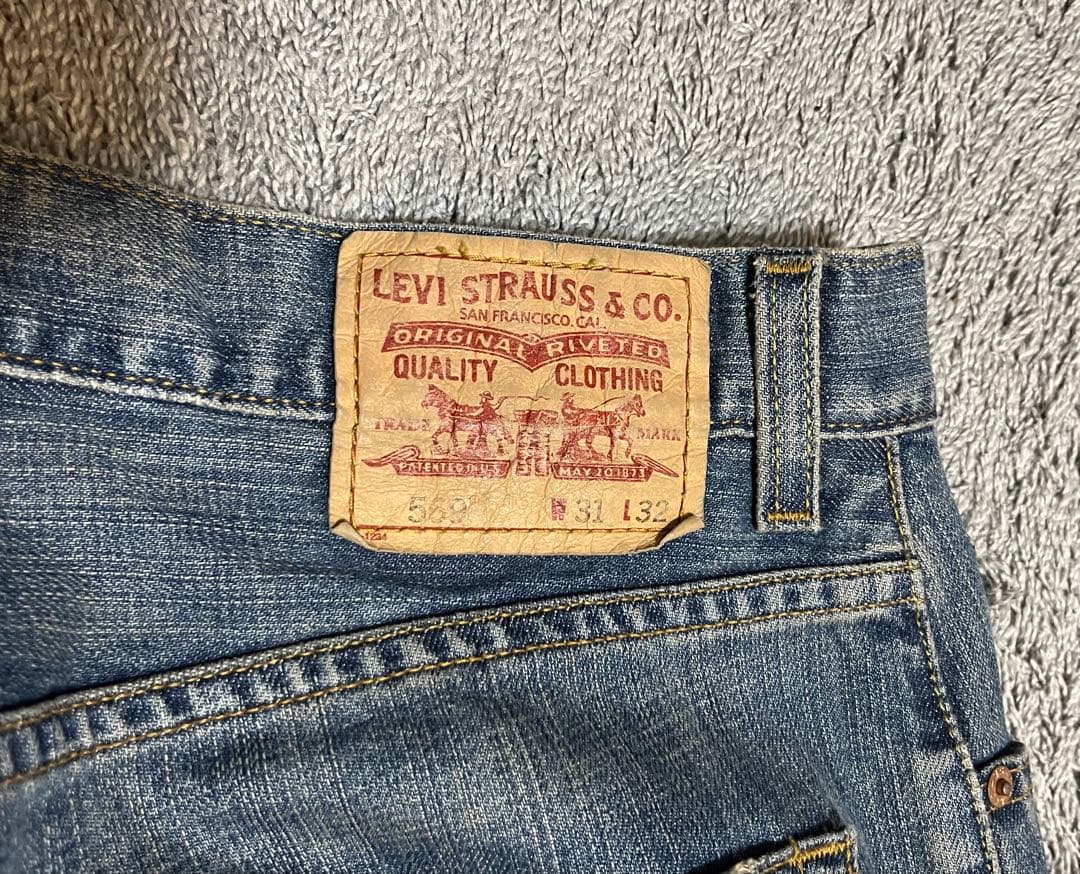 LEVI STRAUSS & CO.
SAN FRANCISCO, CAL
ORIGINAL RIVETED
QUALITY CLOTHING
TRADE MARK
PATENTED IN U.S. MAY 20 1873
W 31 L 32
1234